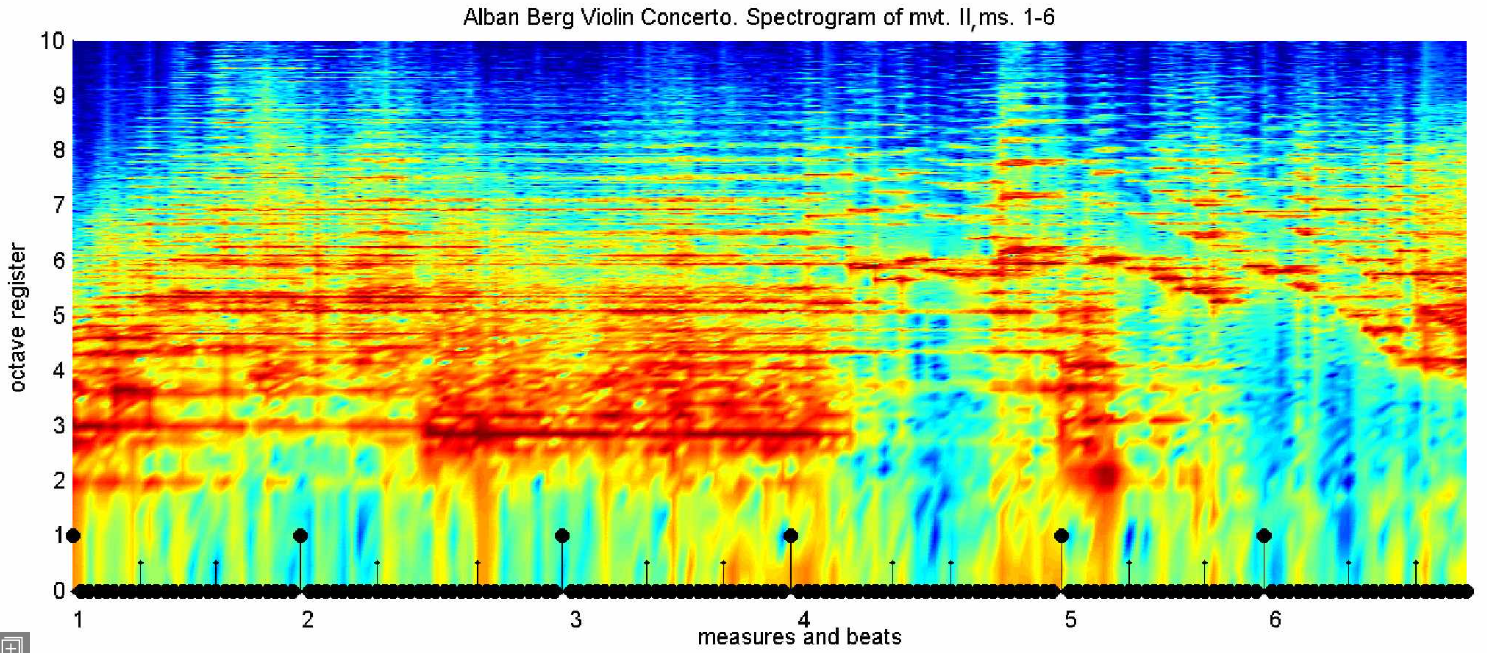 Alban Berg Violin Concerto. Spectrogram of mvt. II, ms. 1-6
10
9
8
7
6
5
4
3
2
1
0
octave register
1 2 3 4 5 6
measures and beats